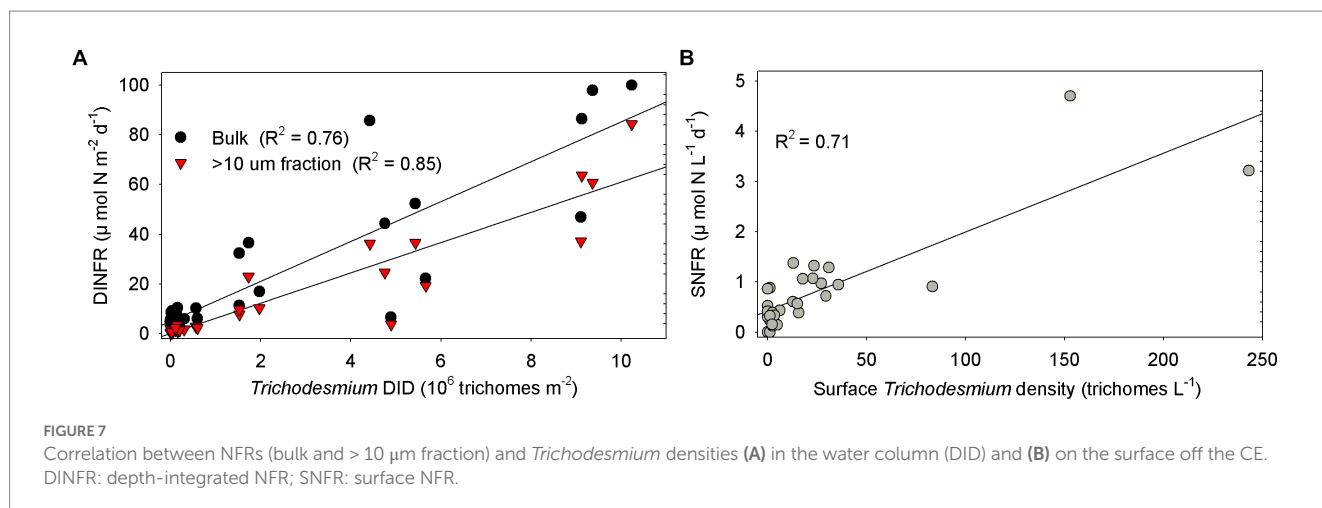 A
100
80
60
40
20
0
DINFR (μ mol N m⁻² d⁻¹)
Bulk (R² = 0.76)
>10 um fraction (R² = 0.85)
0 2 4 6 8 10
Trichodesmium DID (10⁶ trichomes m⁻²)
B
5
4
3
2
1
0
SNFR (μ mol N L⁻¹ d⁻¹)
R² = 0.71
0 50 100 150 200 250
Surface Trichodesmium density (trichomes L⁻¹)
FIGURE 7
Correlation between NFRs (bulk and > 10 μm fraction) and Trichodesmium densities (A) in the water column (DID) and (B) on the surface off the CE.
DINFR: depth-integrated NFR; SNFR: surface NFR.